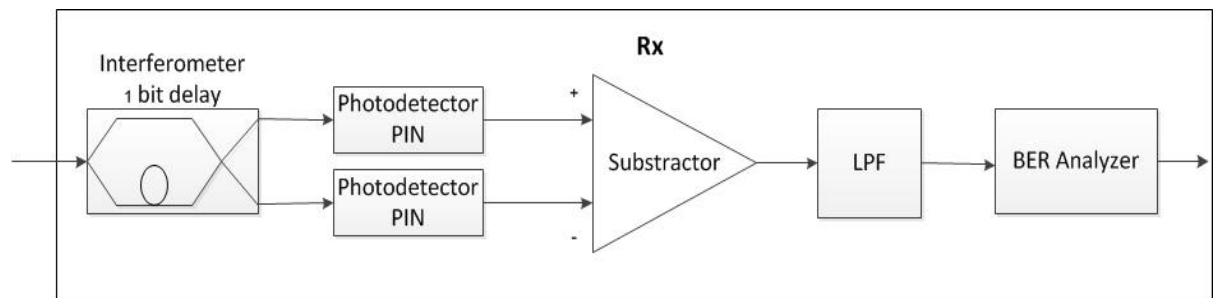 Rx
Interferometer
1 bit delay
Photodetector
PIN
Photodetector
PIN
+
-
Substractor
LPF
BER Analyzer